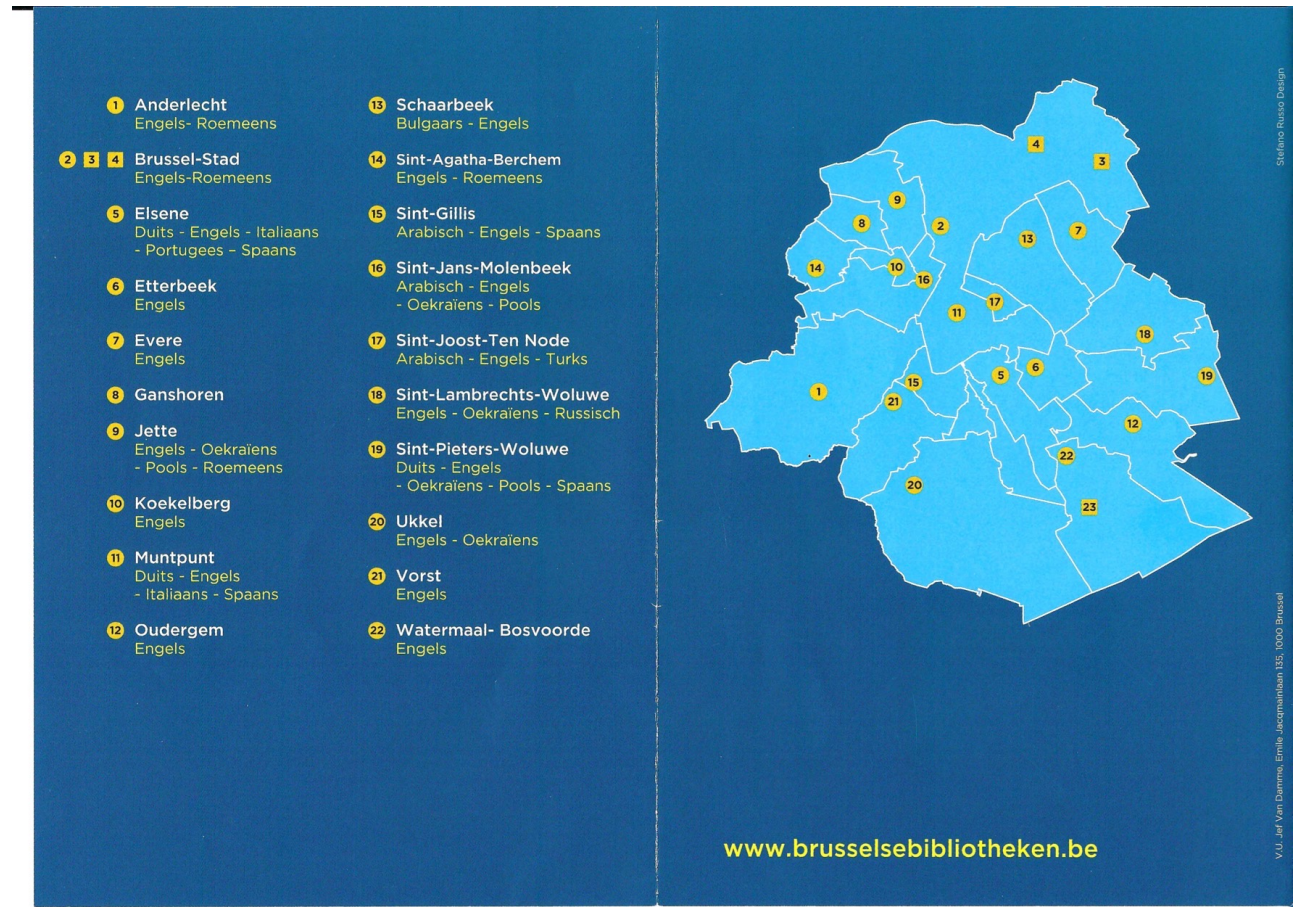 1 Anderlecht
Engels- Roemeens
2 3 4 Brussel-Stad
Engels-Roemeens
5 Elsene
Duits - Engels - Italiaans
- Portugees – Spaans
6 Etterbeek
Engels
7 Evere
Engels
8 Ganshoren
9 Jette
Engels - Oekraïens
- Pools - Roemeens
10 Koekelberg
Engels
11 Muntpunt
Duits - Engels
- Italiaans - Spaans
12 Oudergem
Engels
13 Schaarbeek
Bulgaars - Engels
14 Sint-Agatha-Berchem
Engels - Roemeens
15 Sint-Gillis
Arabisch - Engels - Spaans
16 Sint-Jans-Molenbeek
Arabisch - Engels
- Oekraïens - Pools
17 Sint-Joost-Ten Node
Arabisch - Engels - Turks
18 Sint-Lambrechts-Woluwe
Engels - Oekraïens - Russisch
19 Sint-Pieters-Woluwe
Duits - Engels
- Oekraïens - Pools - Spaans
20 Ukkel
Engels - Oekraïens
21 Vorst
Engels
22 Watermaal- Bosvoorde
Engels
4
3
9
8
2
7
13
14
10
16
17
11
18
6
5
19
15
1
21
12
22
20
23
www.brusselsebibliotheken.be
Stefano Russo Design
V.U. Jef Van Damme, Emile Jacqmainlaan 135, 1000 Brussel